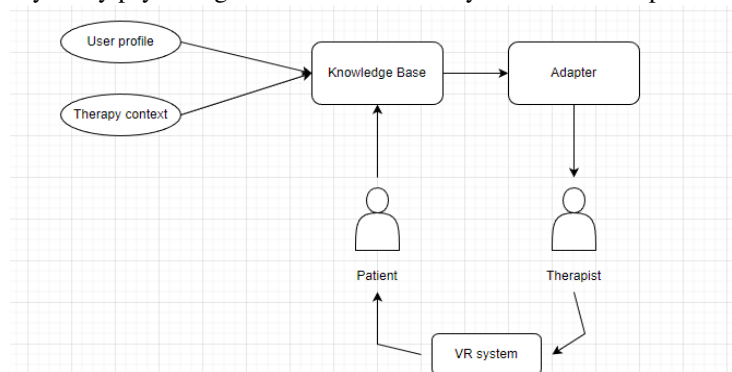 User profile
Knowledge Base
Adapter
Therapy context
Patient
Therapist
VR system